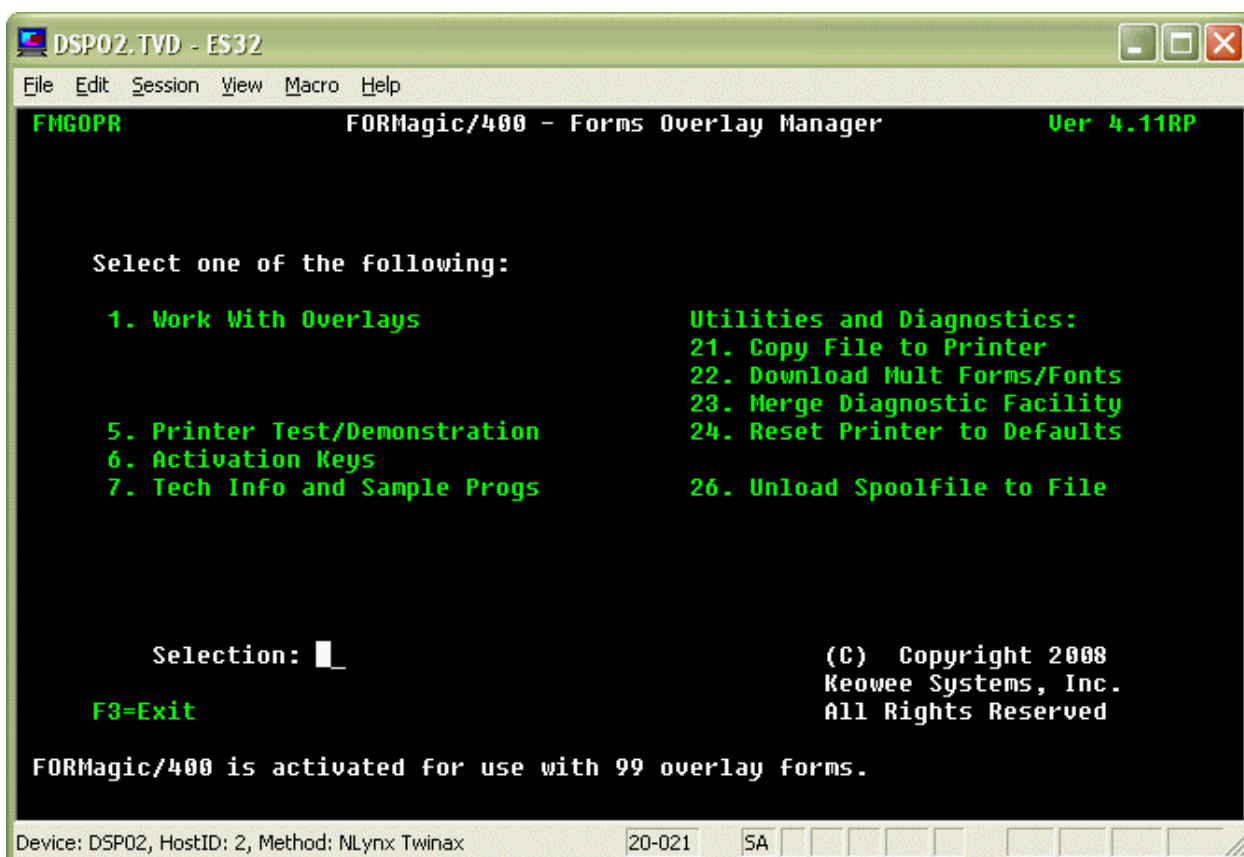 DSP02.TVD - ES32
File Edit Session View Macro Help
FMGOPR FORMagic/400 - Forms Overlay Manager Ver 4.11RP
Select one of the following:
1. Work With Overlays Utilities and Diagnostics:
21. Copy File to Printer
22. Download Mult Forms/Fonts
23. Merge Diagnostic Facility
5. Printer Test/Demonstration 24. Reset Printer to Defaults
6. Activation Keys
7. Tech Info and Sample Progs 26. Unload Spoolfile to File
Selection: _ (C) Copyright 2008
Keowee Systems, Inc.
F3=Exit All Rights Reserved
FORMagic/400 is activated for use with 99 overlay forms.
Device: DSP02, HostID: 2, Method: NLynx Twinax 20-021 SA